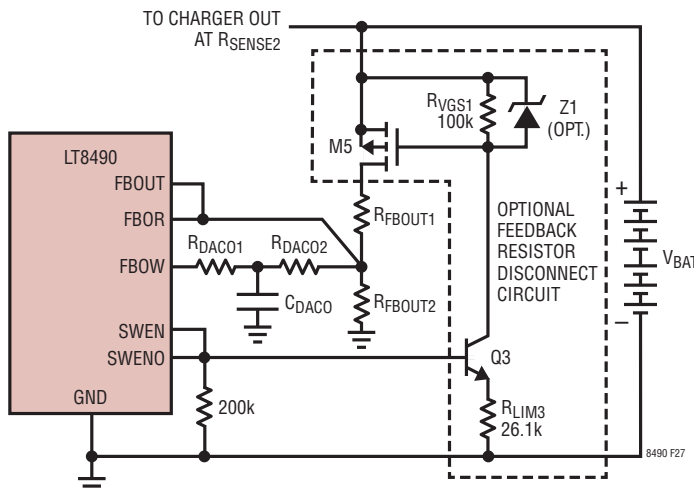 TO CHARGER OUT
AT RSENSE2
LT8490
FBOUT
FBOR
FBOW
SWEN
SWENO
GND
RDACO1
RDACO2
CDACO
200k
M5
RVGS1
100k
Z1
(OPT.)
RFBOUT1
RFBOUT2
OPTIONAL
FEEDBACK
RESISTOR
DISCONNECT
CIRCUIT
Q3
RLIM3
26.1k
+
VBAT
–
8490 F27